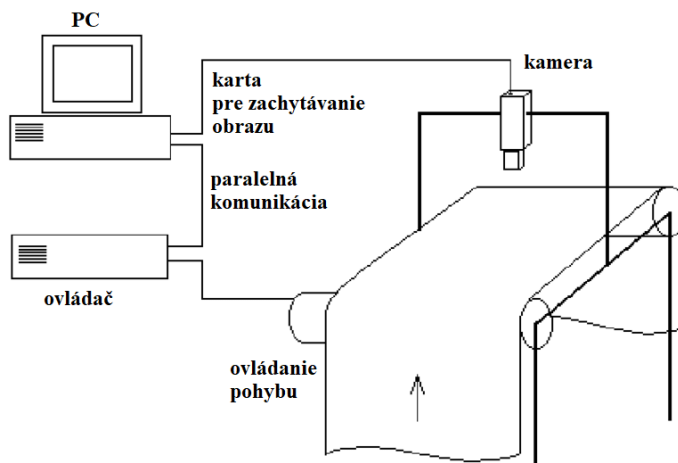 PC
kamera
karta
pre zachytávanie
obrazu
paralelná
komunikácia
ovládač
ovládanie
pohybu